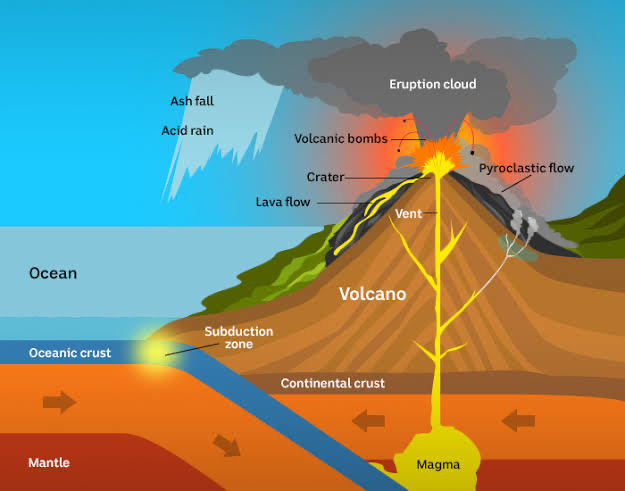 Eruption cloud
Ash fall
Acid rain
Volcanic bombs
Pyroclastic flow
Crater
Lava flow
Vent
Ocean
Volcano
Subduction
zone
Oceanic crust
Continental crust
Mantle
Magma